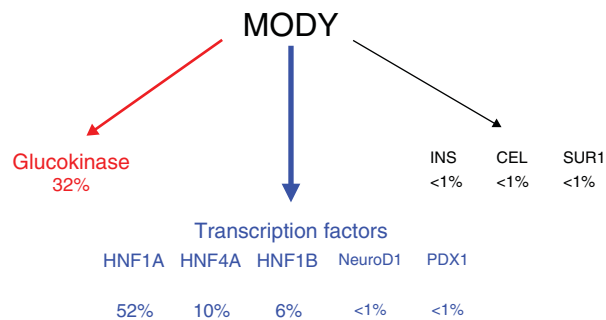 MODY
Glucokinase
32%
INS CEL SUR1
<1% <1% <1%
Transcription factors
HNF1A HNF4A HNF1B NeuroD1 PDX1
52% 10% 6% <1% <1%